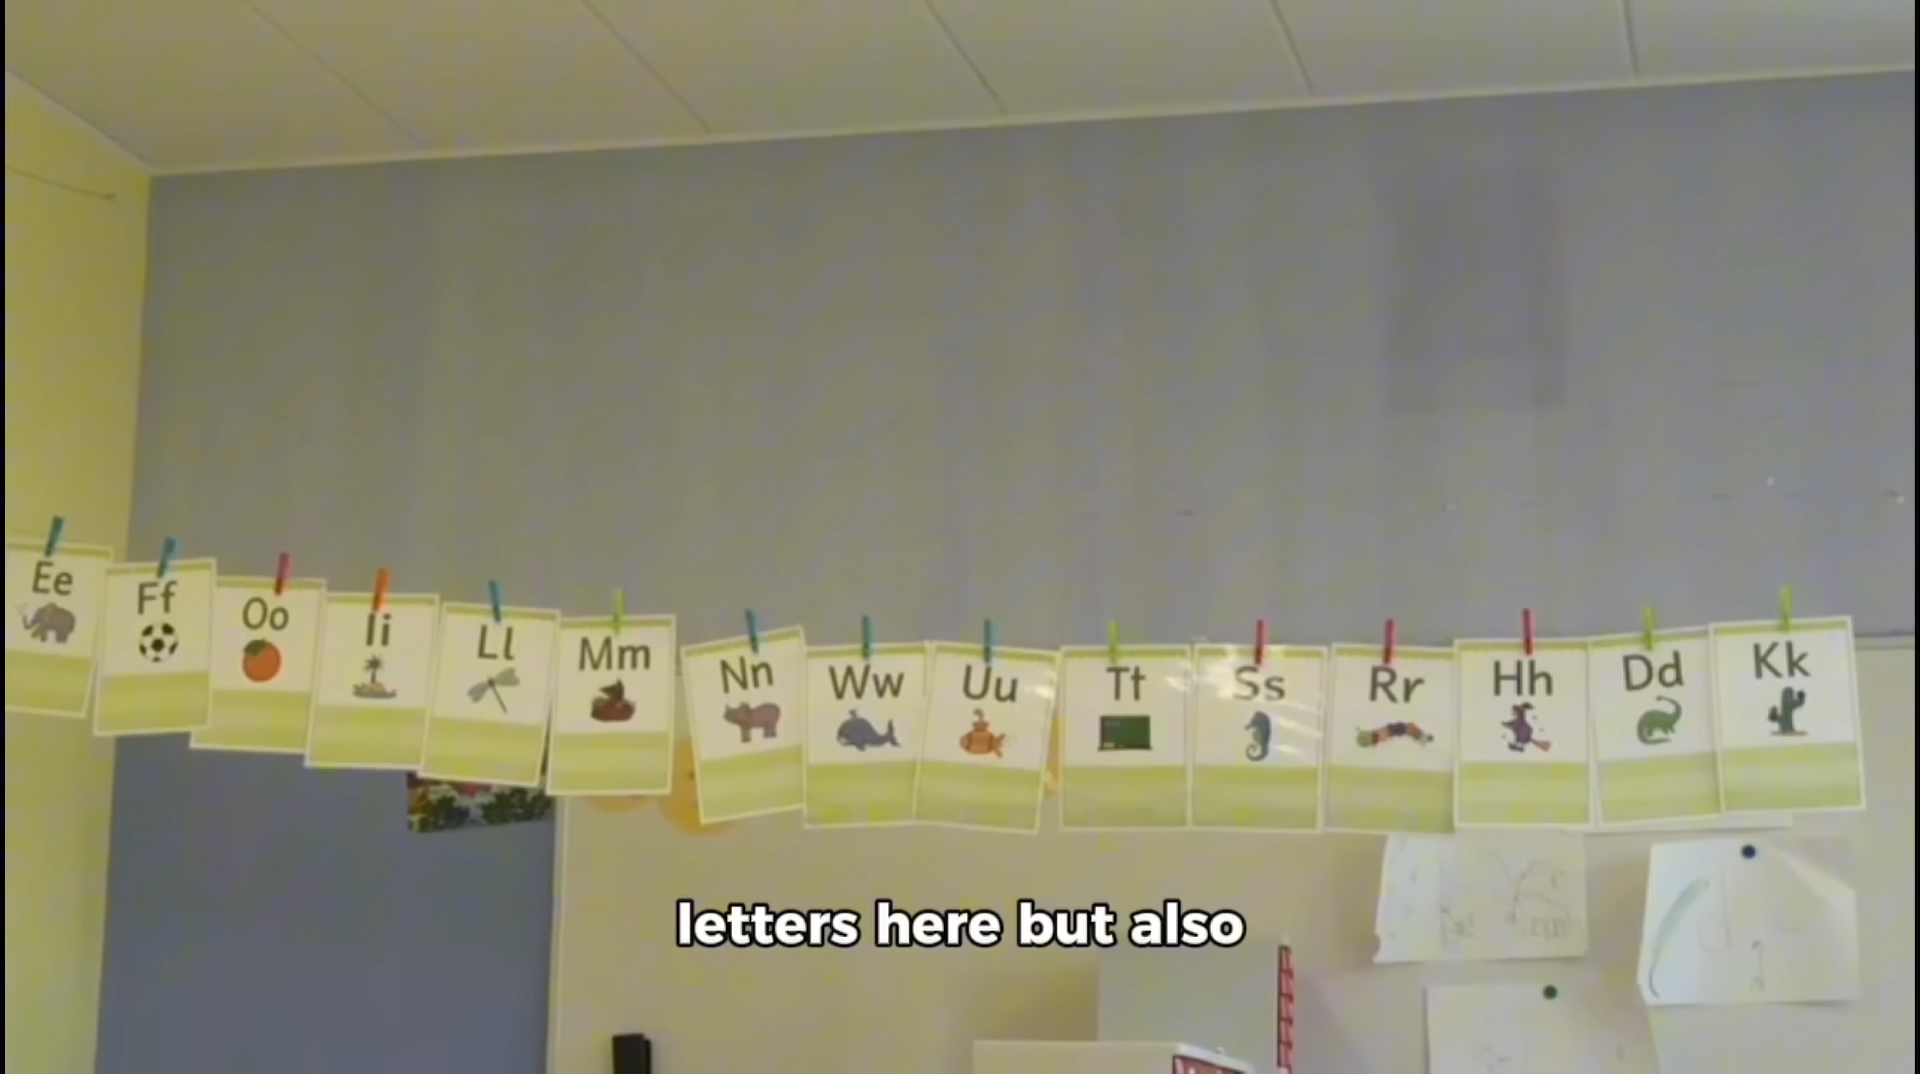 Ee
Ff
Oo
Ii
Ll
Mm
Nn
Ww
Uu
Tt
Ss
Rr
Hh
Dd
Kk
letters here but also